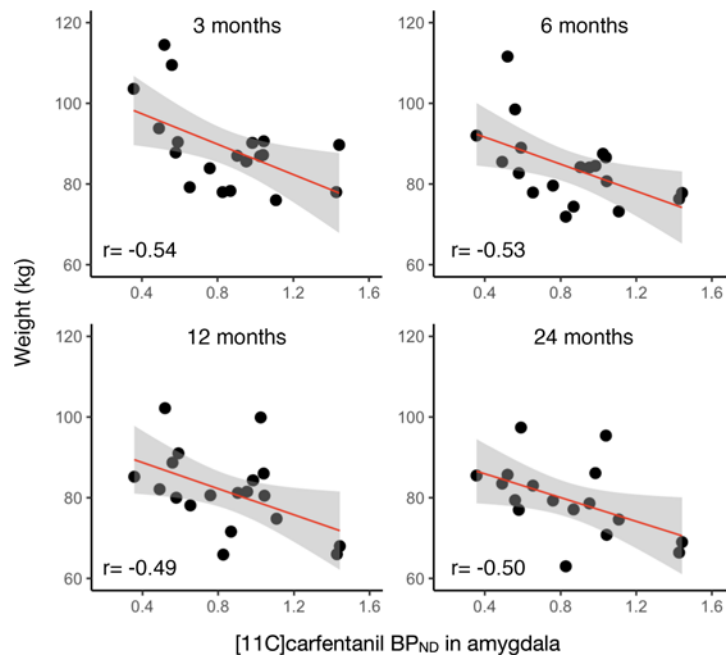 3 months
6 months
120
100
80
60
r= -0.54
0.4 0.8 1.2 1.6
120
100
80
60
r= -0.53
0.4 0.8 1.2 1.6
Weight (kg)
12 months
24 months
120
100
80
60
r= -0.49
0.4 0.8 1.2 1.6
120
100
80
60
r= -0.50
0.4 0.8 1.2 1.6
[11C]carfentanil BPND in amygdala